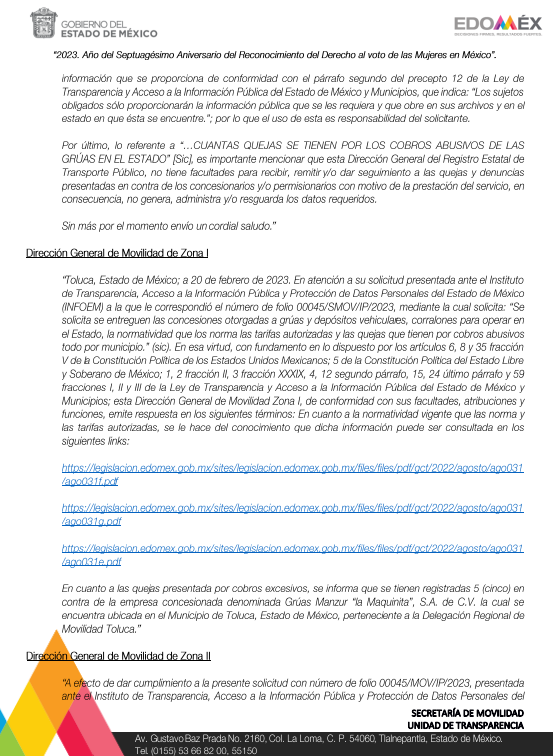 GOBIERNO DEL
ESTADO DE MÉXICO
EDOMÉX
DECISIONES FIRMES, RESULTADOS FUERTES.
“2023. Año del Septuagésimo Aniversario del Reconocimiento del Derecho al voto de las Mujeres en México”.
información que se proporciona de conformidad con el párrafo segundo del precepto 12 de la Ley de
Transparencia y Acceso a la Información Pública del Estado de México y Municipios, que indica: “Los sujetos
obligados sólo proporcionarán la información pública que se les requiera y que obre en sus archivos y en el
estado en que ésta se encuentre.”; por lo que el uso de esta es responsabilidad del solicitante.
Por último, lo referente a “…CUANTAS QUEJAS SE TIENEN POR LOS COBROS ABUSIVOS DE LAS
GRÚAS EN EL ESTADO” [Sic], es importante mencionar que esta Dirección General del Registro Estatal de
Transporte Público, no tiene facultades para recibir, remitir y/o dar seguimiento a las quejas y denuncias
presentadas en contra de los concesionarios y/o permisionarios con motivo de la prestación del servicio, en
consecuencia, no genera, administra y/o resguarda los datos requeridos.
Sin más por el momento envío un cordial saludo.”
Dirección General de Movilidad de Zona I
“Toluca, Estado de México; a 20 de febrero de 2023. En atención a su solicitud presentada ante el Instituto
de Transparencia, Acceso a la Información Pública y Protección de Datos Personales del Estado de México
(INFOEM) a la que le correspondió el número de folio 00045/SMOV/IP/2023, mediante la cual solicita: “Se
solicita se entreguen las concesiones otorgadas a grúas y depósitos vehiculares, corralones para operar en
el Estado, la normatividad que los norma las tarifas autorizadas y las quejas que tienen por cobros abusivos
todo por municipio.” (sic). En esa virtud, con fundamento en lo dispuesto por los artículos 6, 8 y 35 fracción
V de la Constitución Política de los Estados Unidos Mexicanos; 5 de la Constitución Política del Estado Libre
y Soberano de México; 1, 2 fracción II, 3 fracción XXXIX, 4, 12 segundo párrafo, 15, 24 último párrafo y 59
fracciones I, II y III de la Ley de Transparencia y Acceso a la Información Pública del Estado de México y
Municipios; esta Dirección General de Movilidad Zona I, de conformidad con sus facultades, atribuciones y
funciones, emite respuesta en los siguientes términos: En cuanto a la normatividad vigente que las norma y
las tarifas autorizadas, se le hace del conocimiento que dicha información puede ser consultada en los
siguientes links:
https://legislacion.edomex.gob.mx/sites/legislacion.edomex.gob.mx/files/files/pdf/gct/2022/agosto/ago031
/ago031f.pdf
https://legislacion.edomex.gob.mx/sites/legislacion.edomex.gob.mx/files/files/pdf/gct/2022/agosto/ago031
/ago031g.pdf
https://legislacion.edomex.gob.mx/sites/legislacion.edomex.gob.mx/files/files/pdf/gct/2022/agosto/ago031
/ago031e.pdf
En cuanto a las quejas presentada por cobros excesivos, se informa que se tienen registradas 5 (cinco) en
contra de la empresa concesionada denominada Grúas Manzur “la Maquinita”, S.A. de C.V. la cual se
encuentra ubicada en el Municipio de Toluca, Estado de México, perteneciente a la Delegación Regional de
Movilidad Toluca.”
Dirección General de Movilidad de Zona II
“A efecto de dar cumplimiento a la presente solicitud con número de folio 00045/MOV/IP/2023, presentada
ante el Instituto de Transparencia, Acceso a la Información Pública y Protección de Datos Personales del
SECRETARÍA DE MOVILIDAD
UNIDAD DE TRANSPARENCIA
Av. Gustavo Baz Prada No. 2160, Col. La Loma, C. P. 54060, Tlalnepantla, Estado de México.
Tel. (0155) 53 66 82 00, 55150